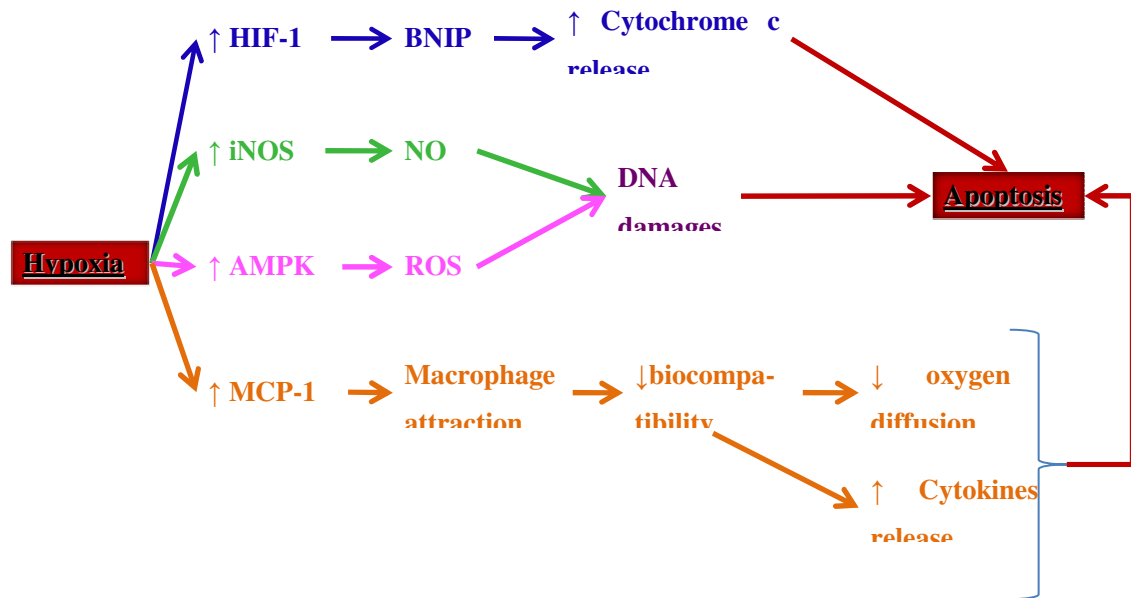 ↑ HIF-1
BNIP
↑ Cytochrome c
release
↑ iNOS
NO
DNA
damages
Apoptosis
Hypoxia
↑ AMPK
ROS
↑ MCP-1
Macrophage
attraction
↓biocompa-
tibility
↓ oxygen
diffusion
↑ Cytokines
release